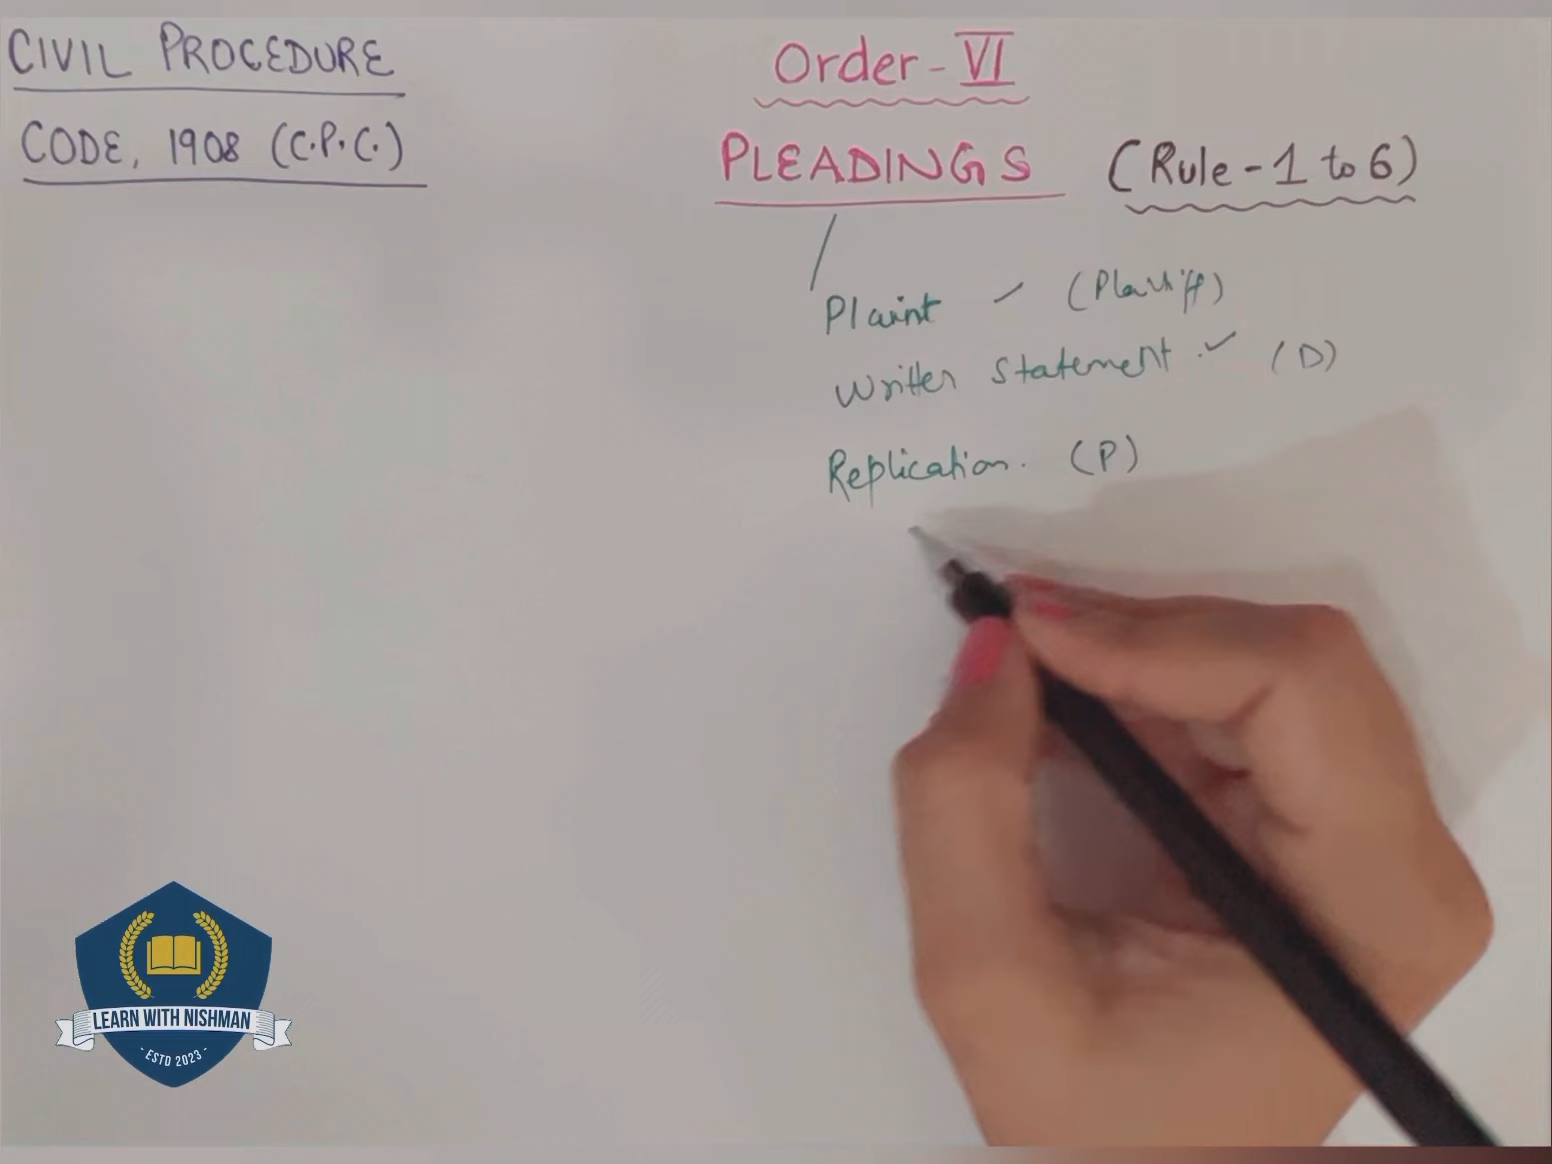 CIVIL PROCEDURE
CODE, 1908 (C.P.C.)
Order - VI
PLEADINGS (Rule - 1 to 6)
Plaint (Plaintiff)
Written Statement. (D)
Replication. (P)
LEARN WITH NISHMAN
- ESTD 2023 -